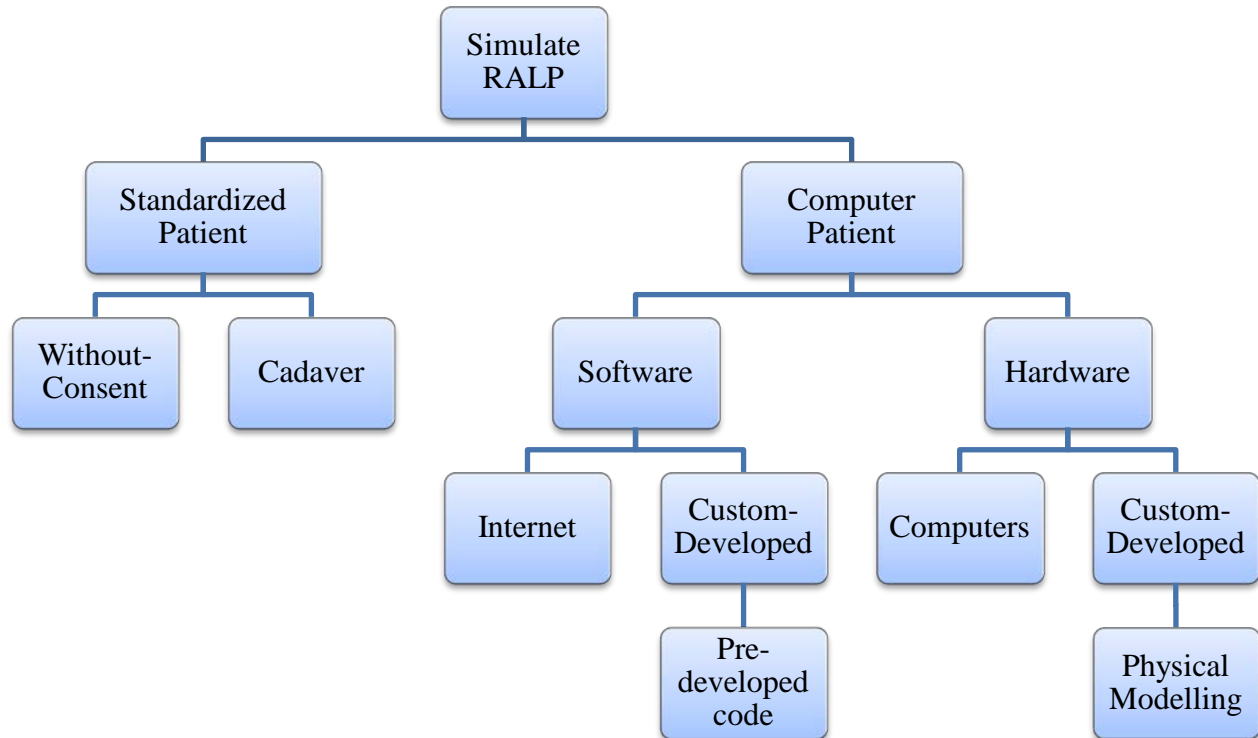 Simulate
RALP
Standardized
Patient
Computer
Patient
Without-
Consent
Cadaver
Software
Hardware
Internet
Custom-
Developed
Computers
Custom-
Developed
Pre-
developed
code
Physical
Modelling